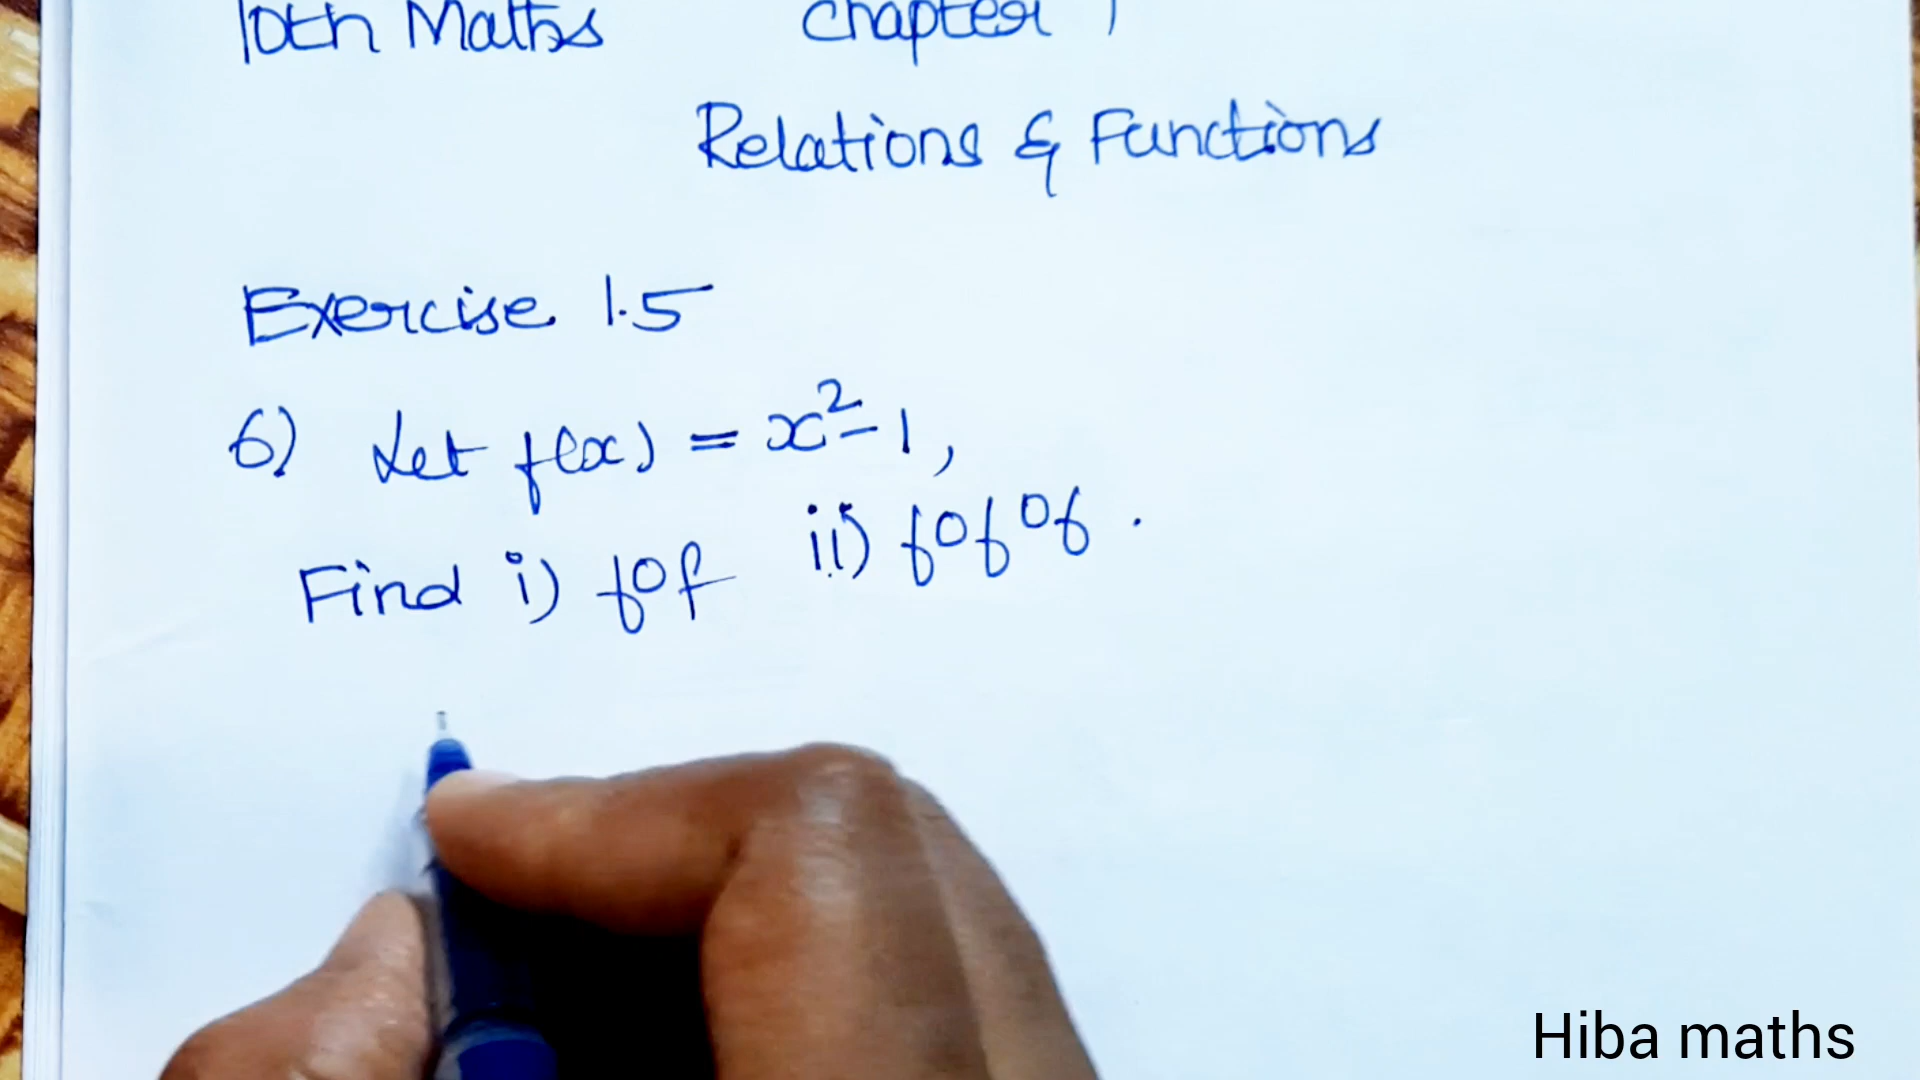 10th Maths Chapter 1
Relations & Functions
Exercise 1.5
6) Let f(x) = x²-1,
Find i) fof ii) fofof.
Hiba maths